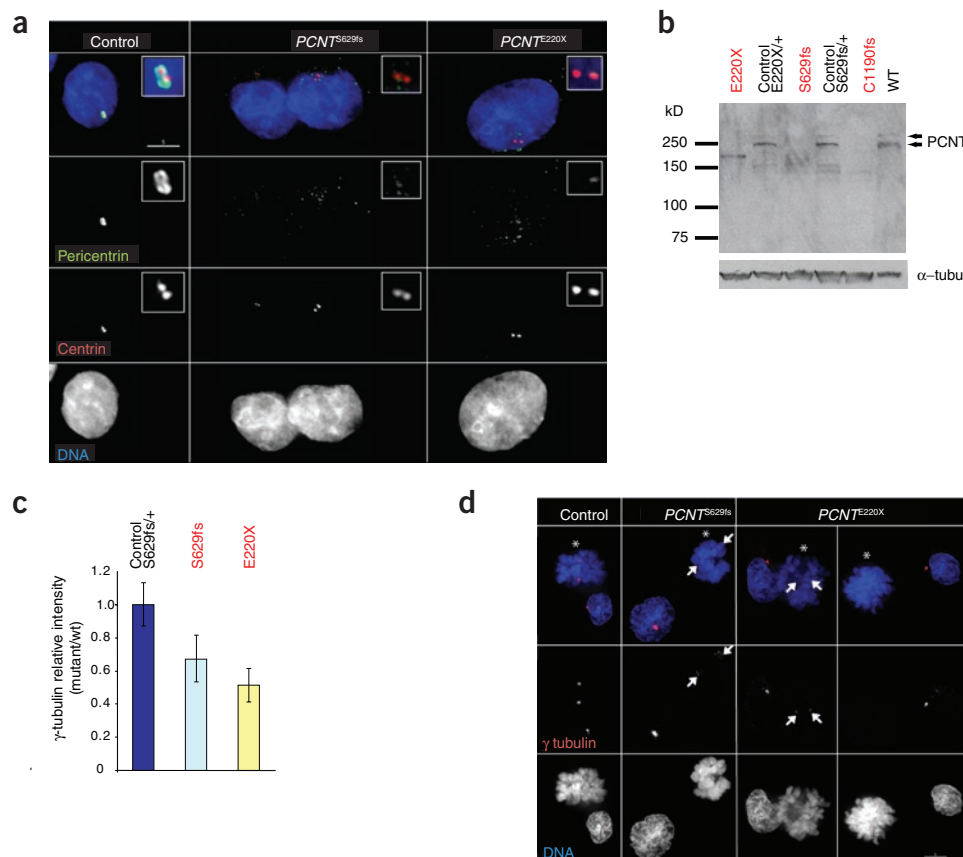 a
Control
PCNT^S629fs
PCNT^E220X
Pericentrin
Centrin
DNA
b
E220X
Control
E220X/+
S629fs
Control
S629fs/+
C1190fs
WT
kD
250
150
100
75
PCNT
α–tubu
c
Control
S629fs/+
S629fs
E220X
γ-tubulin relative intensity
(mutant/wt)
1.2
1.0
0.8
0.6
0.4
0.2
0
d
Control
PCNT^S629fs
PCNT^E220X
*
*
*
*
γ tubulin
DNA